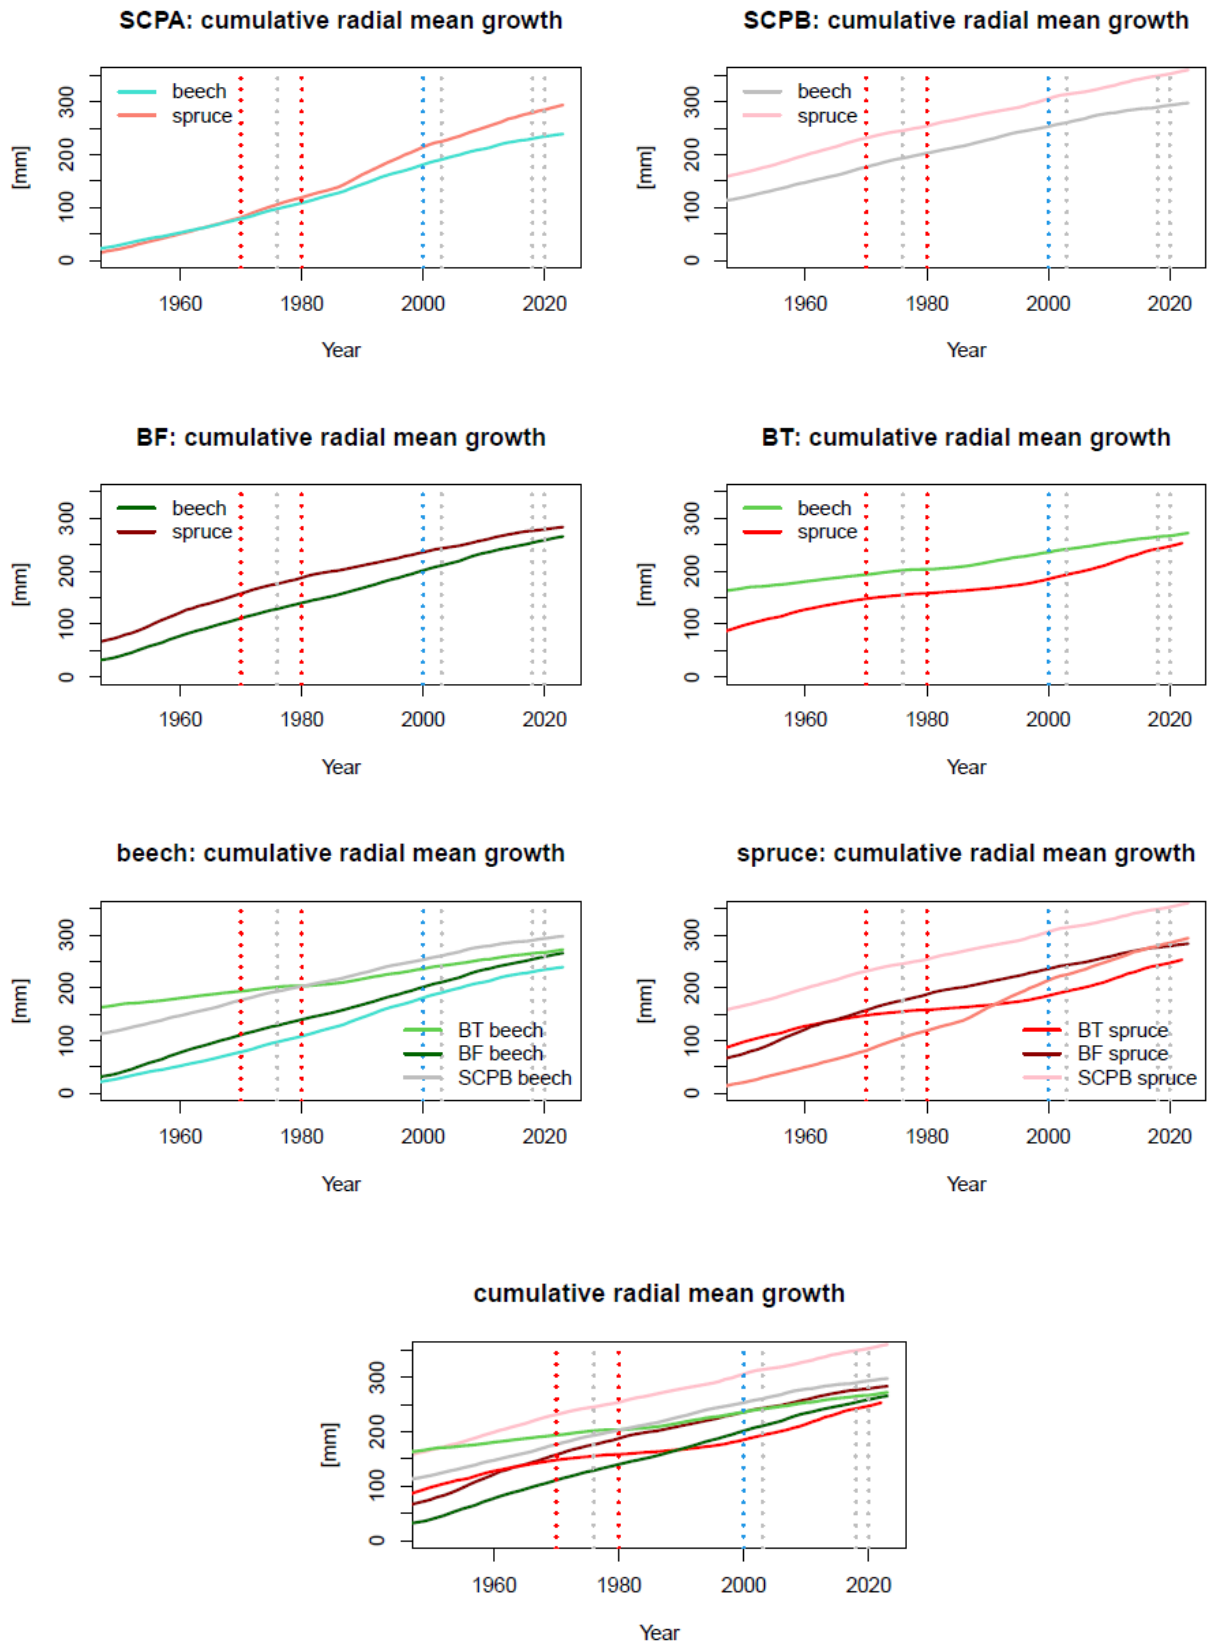 SCPA: cumulative radial mean growth
beech
spruce
[mm]
0 100 200 300
1960 1980 2000 2020
Year
SCPB: cumulative radial mean growth
beech
spruce
[mm]
0 100 200 300
1960 1980 2000 2020
Year
BF: cumulative radial mean growth
beech
spruce
[mm]
0 100 200 300
1960 1980 2000 2020
Year
BT: cumulative radial mean growth
beech
spruce
[mm]
0 100 200 300
1960 1980 2000 2020
Year
beech: cumulative radial mean growth
[mm]
0 100 200 300
BT beech
BF beech
SCPB beech
1960 1980 2000 2020
Year
spruce: cumulative radial mean growth
[mm]
0 100 200 300
BT spruce
BF spruce
SCPB spruce
1960 1980 2000 2020
Year
cumulative radial mean growth
[mm]
0 100 200 300
1960 1980 2000 2020
Year